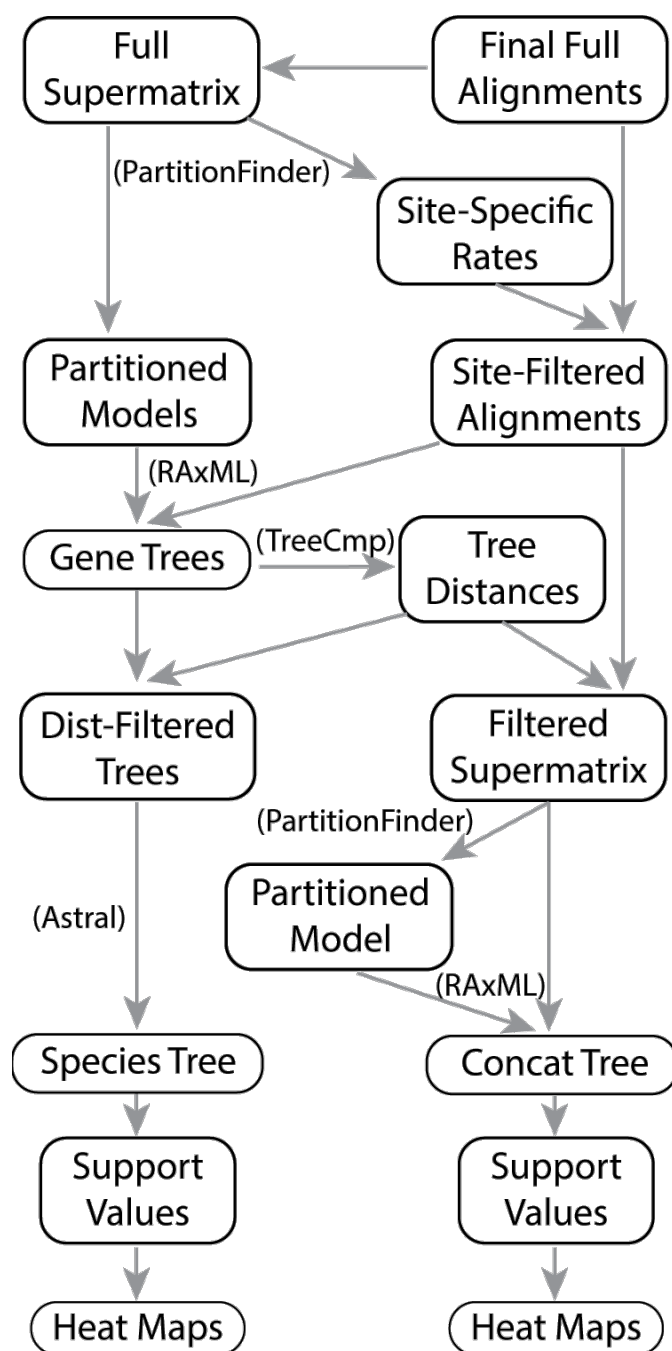 Full
Supermatrix
Final Full
Alignments
(PartitionFinder)
Site-Specific
Rates
Partitioned
Models
Site-Filtered
Alignments
(RAxML)
Gene Trees
(TreeCmp)
Tree
Distances
Dist-Filtered
Trees
Filtered
Supermatrix
(PartitionFinder)
(Astral)
Partitioned
Model
(RAxML)
Species Tree
Concat Tree
Support
Values
Support
Values
Heat Maps
Heat Maps